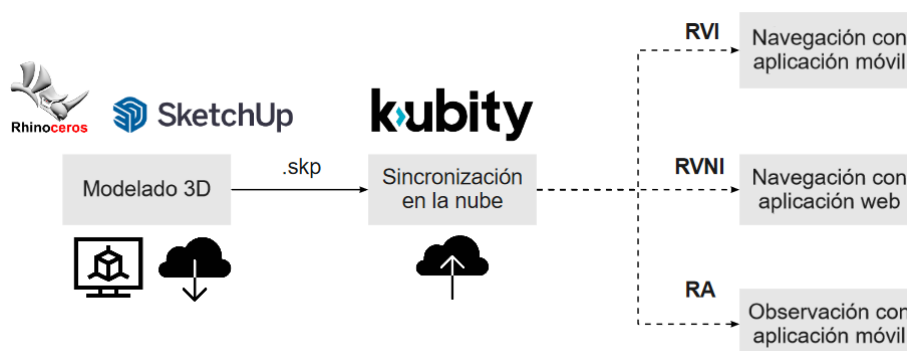 Rhinoceros
SketchUp
kubity
Modelado 3D
.skp
Sincronización
en la nube
RVI
Navegación con
aplicación móvil
RVNI
Navegación con
aplicación web
RA
Observación con
aplicación móvil